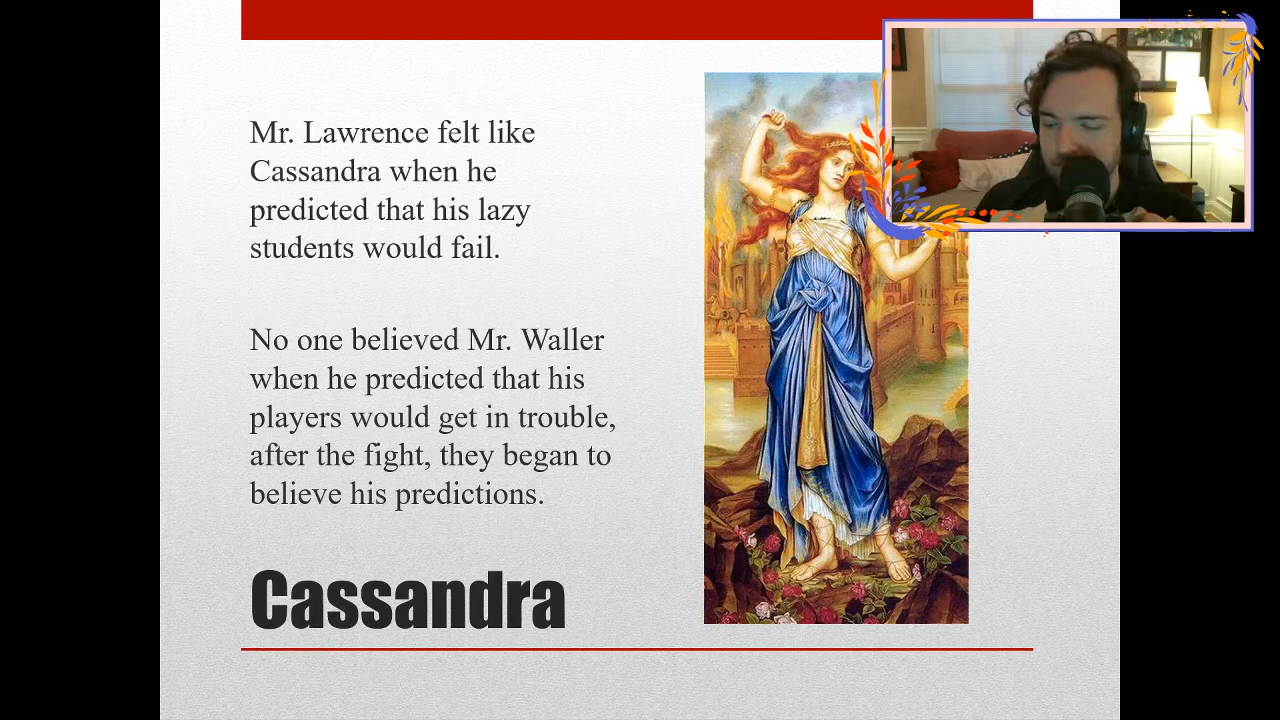 Mr. Lawrence felt like
Cassandra when he
predicted that his lazy
students would fail.
No one believed Mr. Waller
when he predicted that his
players would get in trouble,
after the fight, they began to
believe his predictions.
Cassandra